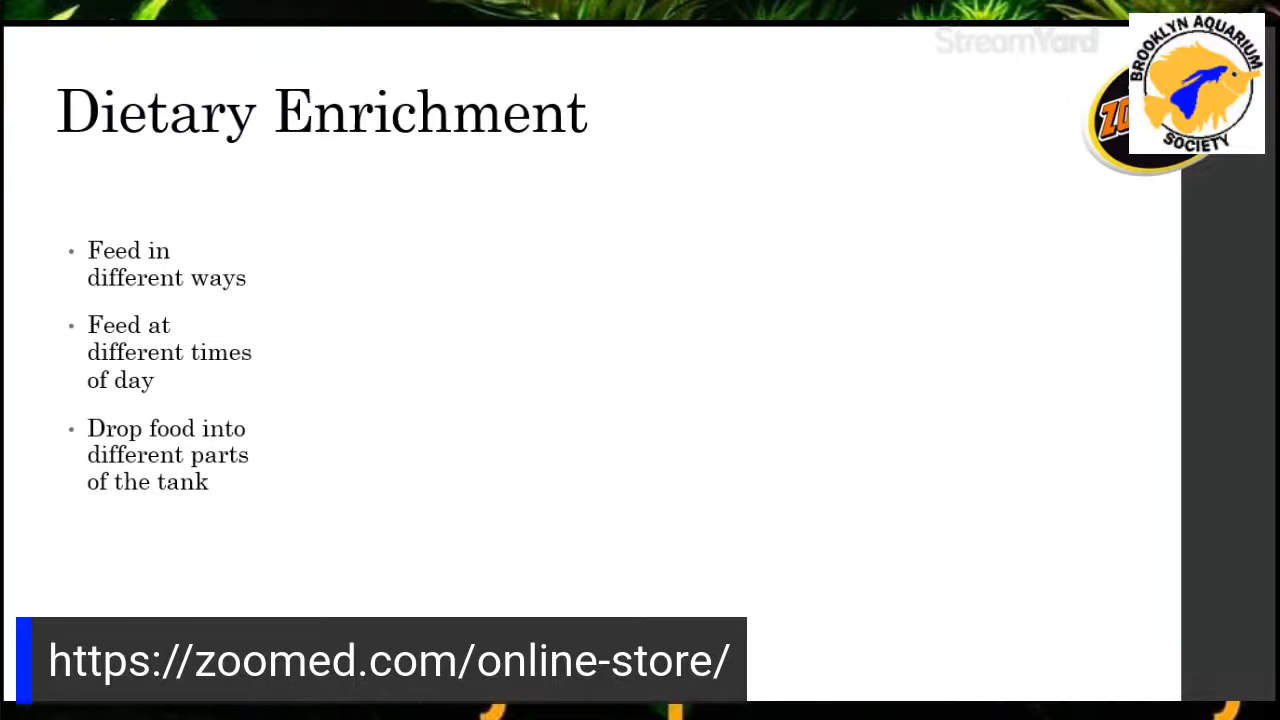 StreamYard
BROOKLYN AQUARIUM
SOCIETY
Dietary Enrichment
• Feed in
different ways
• Feed at
different times
of day
• Drop food into
different parts
of the tank
https://zoomed.com/online-store/